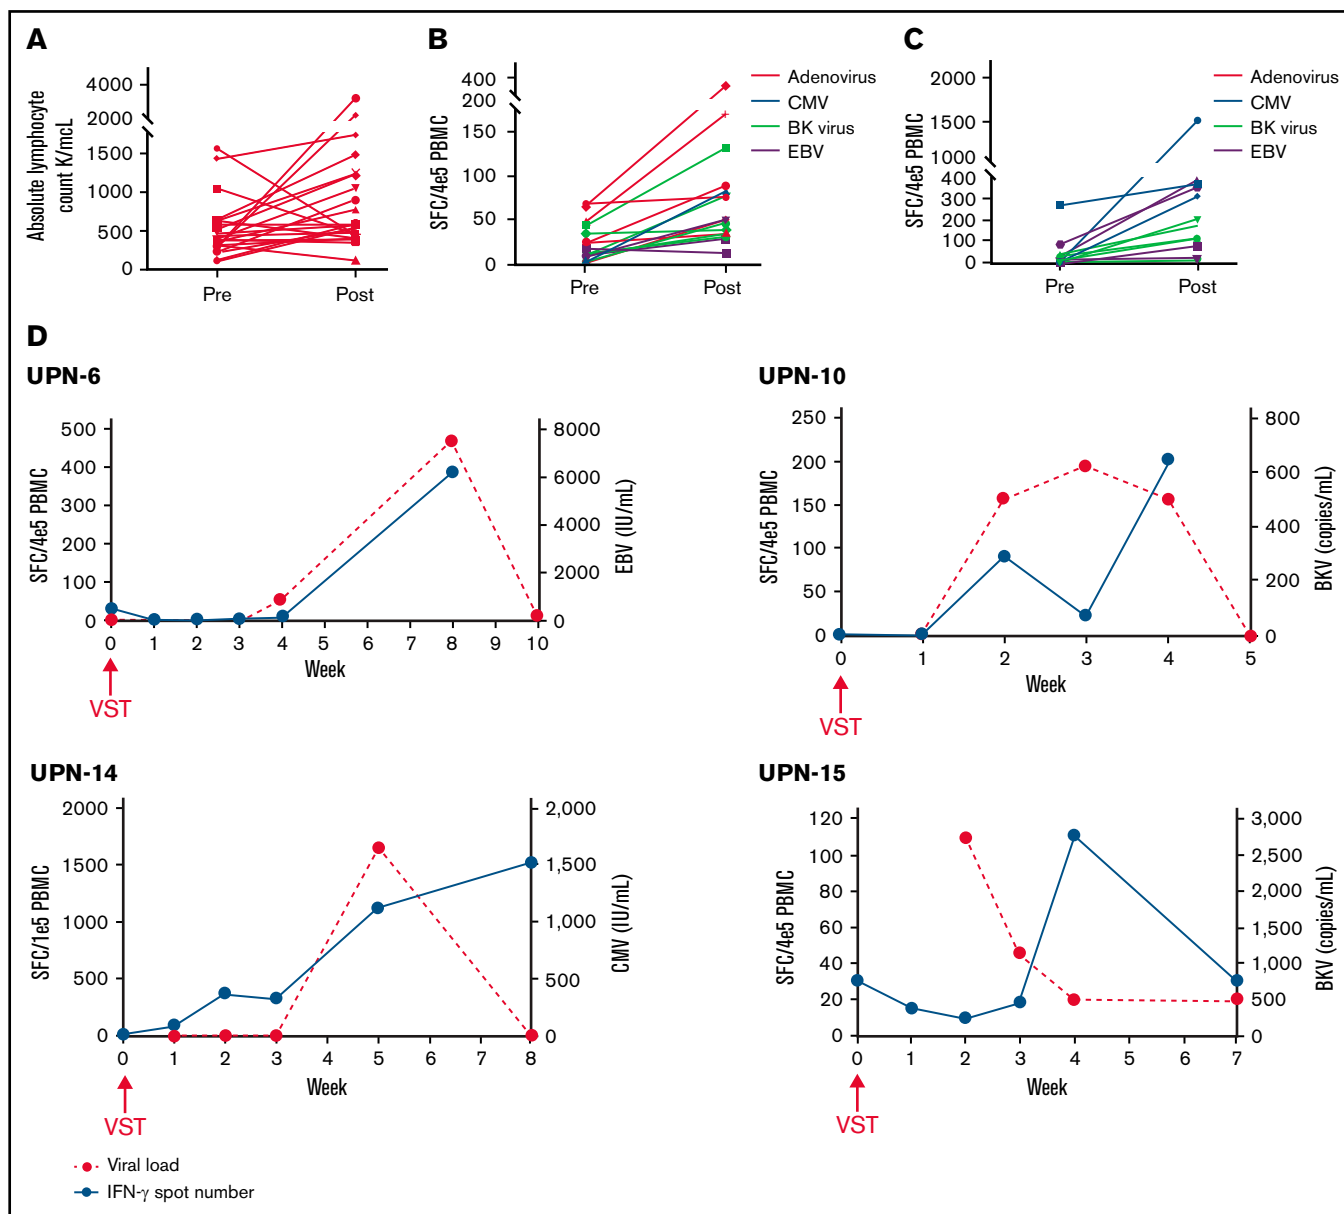 A
4000
2000
1500
1000
500
0
Absolute lymphocyte
count K/mcL
Pre
Post
B
400
200
150
100
50
0
SFC/4e5 PBMC
Pre
Post
Adenovirus
CMV
BK virus
EBV
C
2000
1500
1000
400
300
200
100
0
SFC/4e5 PBMC
Pre
Post
Adenovirus
CMV
BK virus
EBV
D
UPN-6
500
400
300
200
100
0
SFC/4e5 PBMC
8000
6000
4000
2000
0
EBV (IU/mL)
0 1 2 3 4 5 6 7 8 9 10
Week
VST
UPN-10
250
200
150
100
50
0
SFC/4e5 PBMC
800
600
400
200
0
BKV (copies/mL)
0 1 2 3 4 5
Week
VST
UPN-14
2000
1500
1000
500
0
SFC/1e5 PBMC
2,000
1,500
1,000
500
0
CMV (IU/mL)
0 1 2 3 4 5 6 7 8
Week
VST
UPN-15
120
100
80
60
40
20
0
SFC/4e5 PBMC
3,000
2,500
2,000
1,500
1,000
500
0
BKV (copies/mL)
0 1 2 3 4 5 6 7
Week
VST
Viral load
IFN-γ spot number